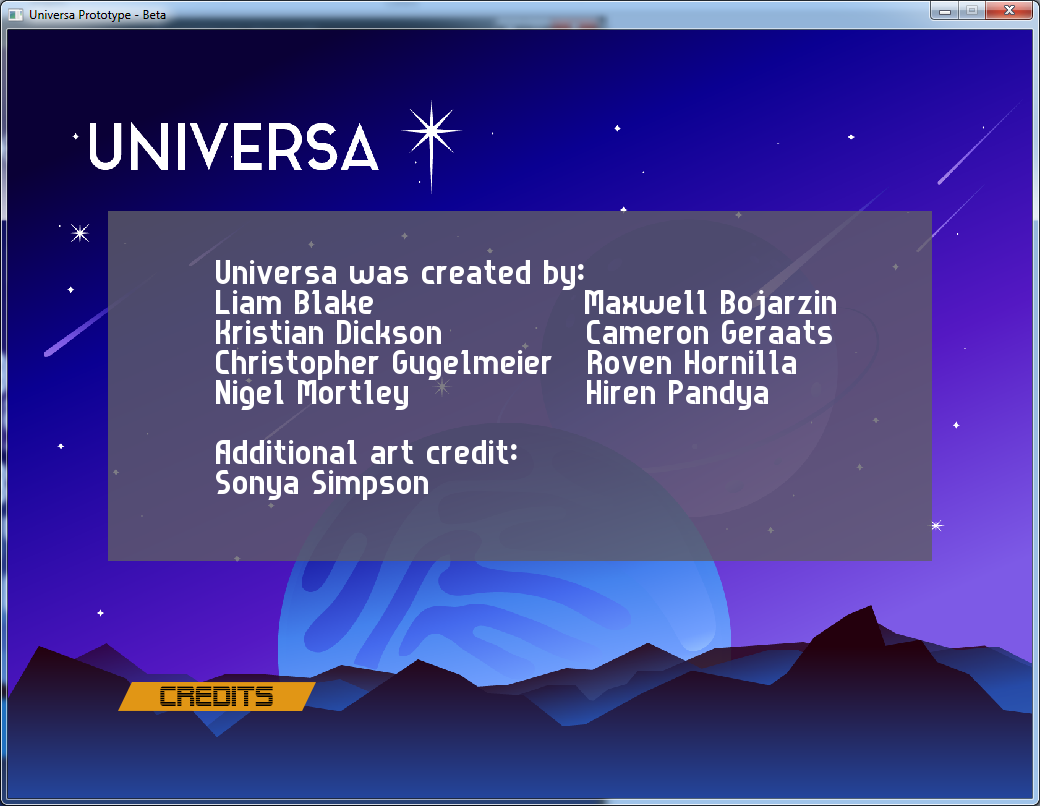 Universa Prototype - Beta
UNIVERSA
Universa was created by:
Liam Blake Maxwell Bojarzin
Kristian Dickson Cameron Geraats
Christopher Gugelmeier Roven Hornilla
Nigel Mortley Hiren Pandya
Additional art credit:
Sonya Simpson
CREDITS